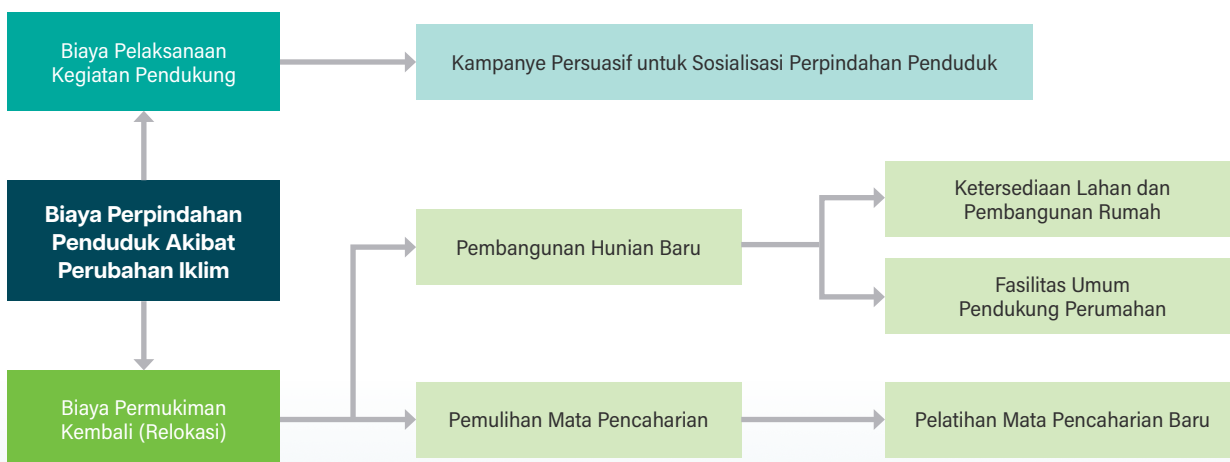 Biaya Pelaksanaan
Kegiatan Pendukung
Kampanye Persuasif untuk Sosialisasi Perpindahan Penduduk
Biaya Perpindahan
Penduduk Akibat
Perubahan Iklim
Pembangunan Hunian Baru
Ketersediaan Lahan dan
Pembangunan Rumah
Fasilitas Umum
Pendukung Perumahan
Biaya Permukiman
Kembali (Relokasi)
Pemulihan Mata Pencaharian
Pelatihan Mata Pencaharian Baru